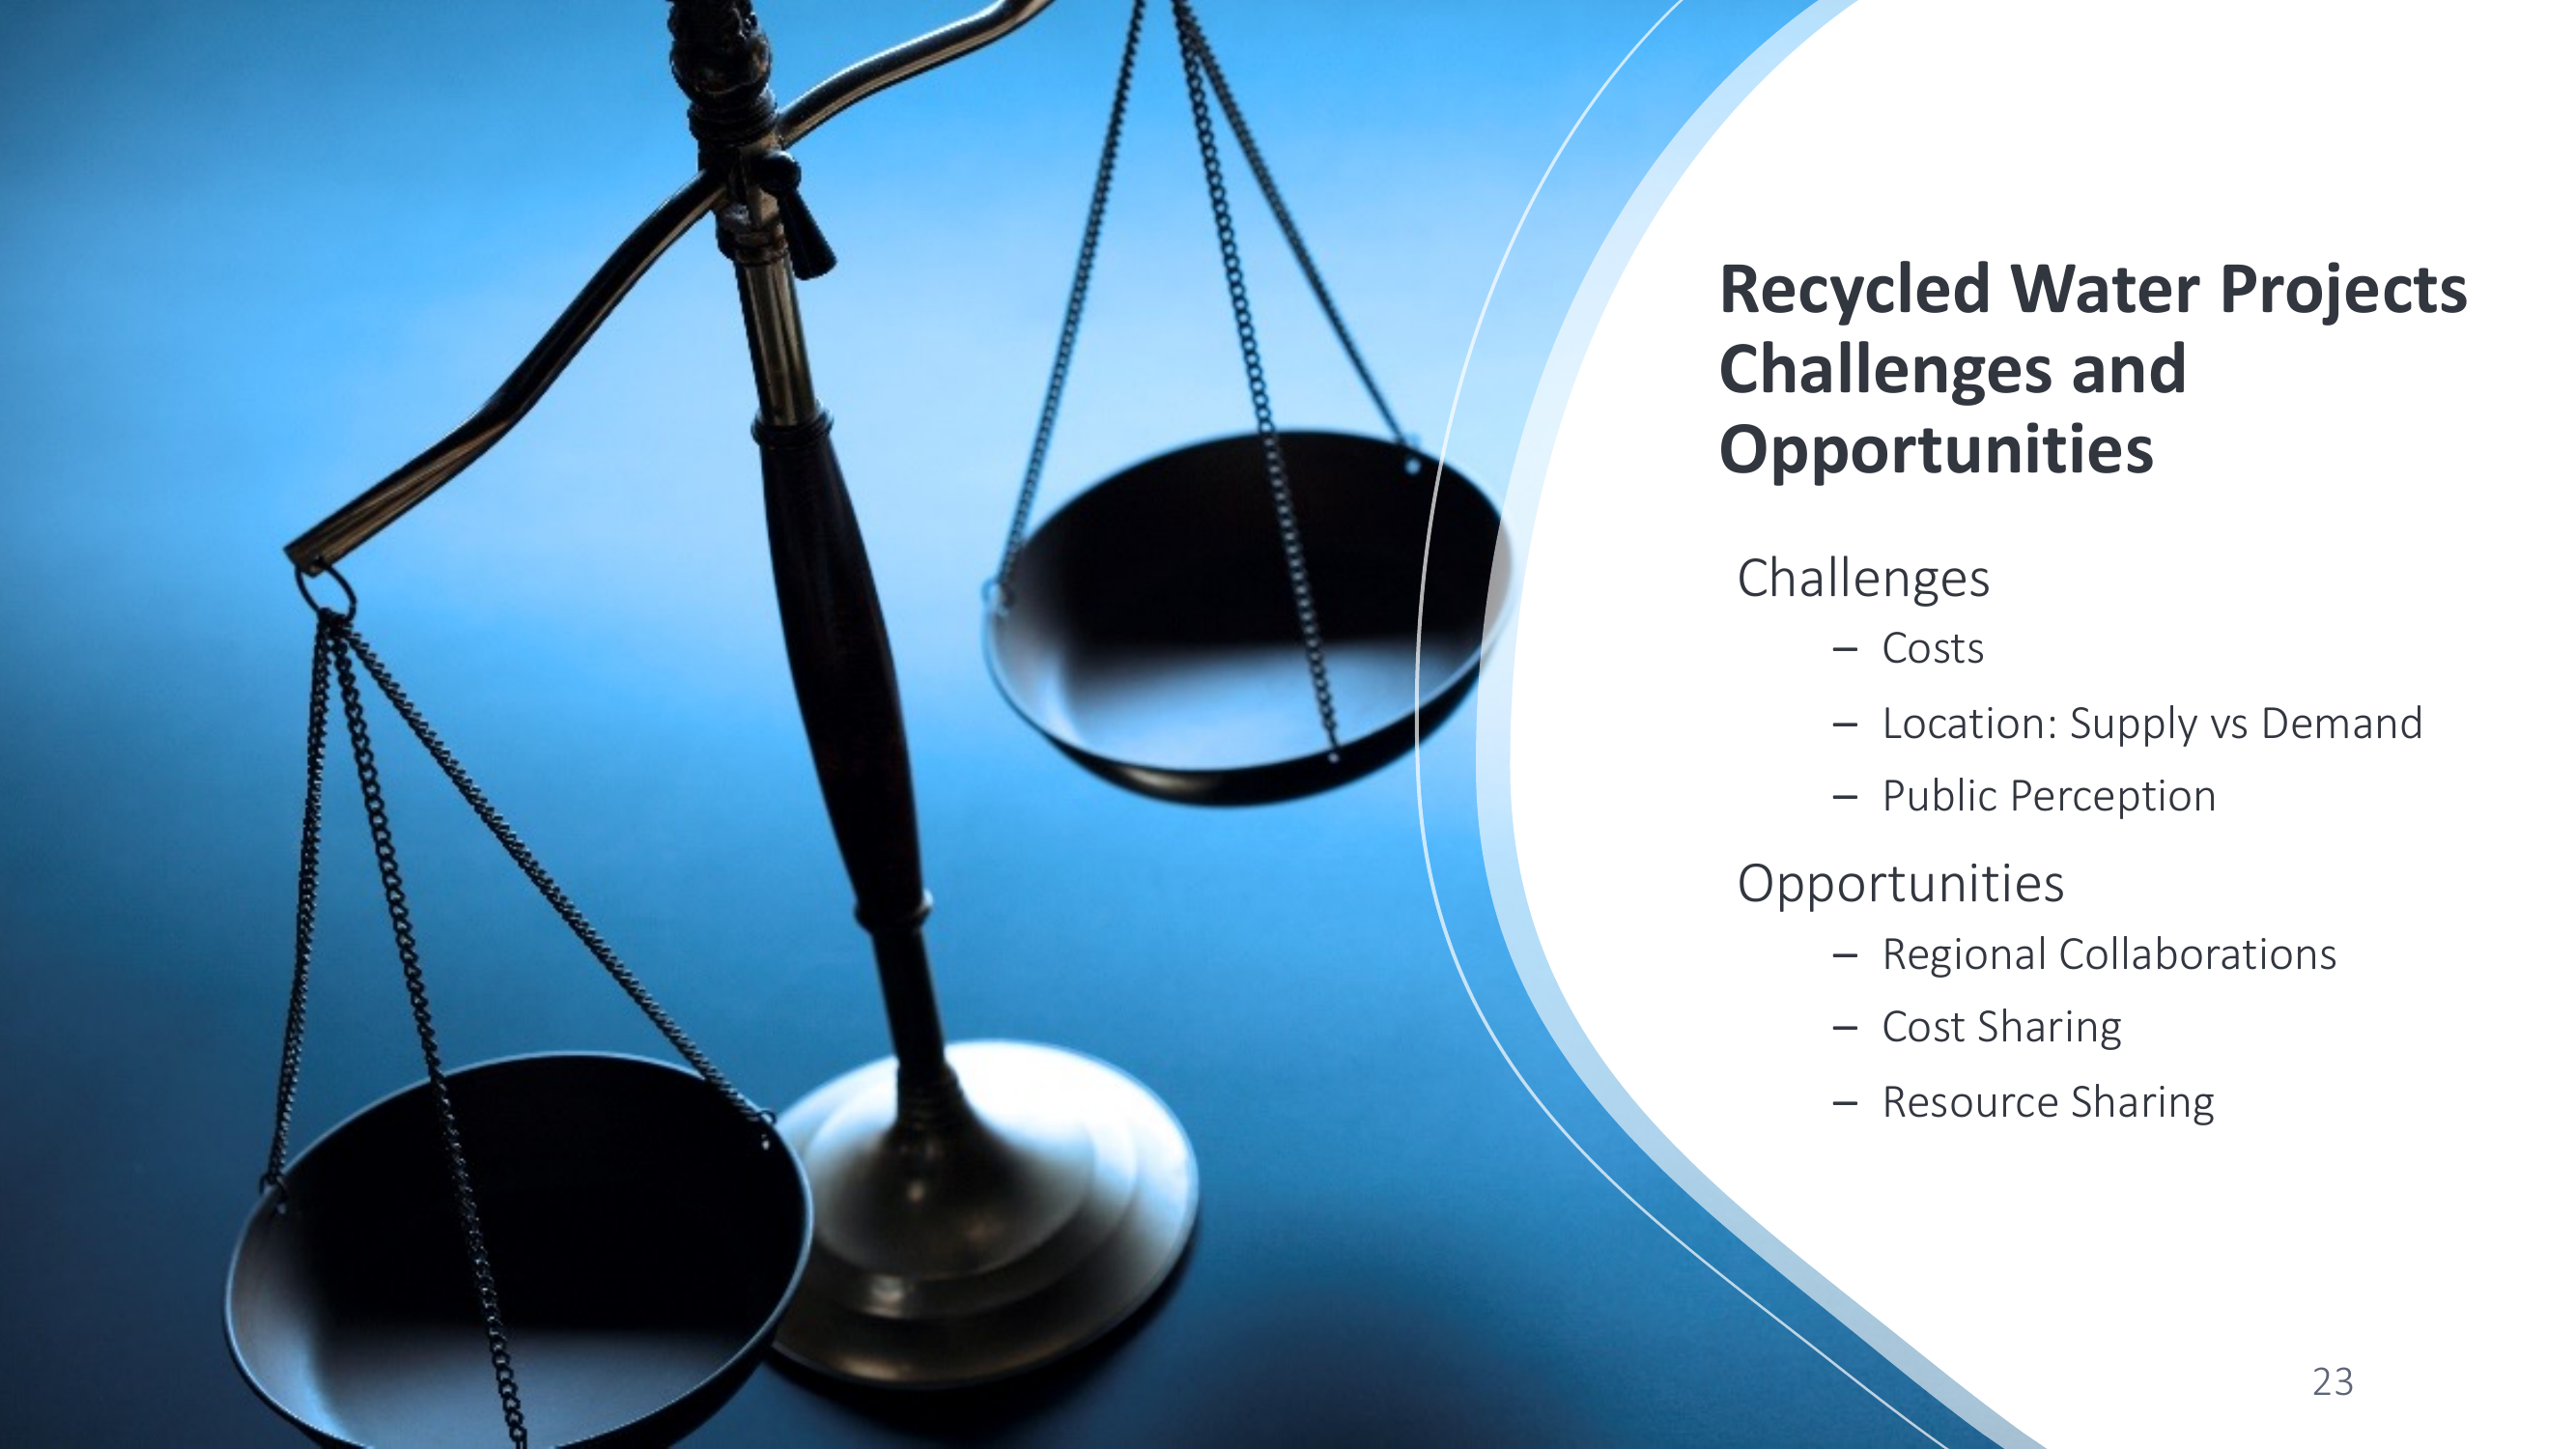 Recycled Water Projects
Challenges and
Opportunities
Challenges
– Costs
– Location: Supply vs Demand
– Public Perception
Opportunities
– Regional Collaborations
– Cost Sharing
– Resource Sharing
23